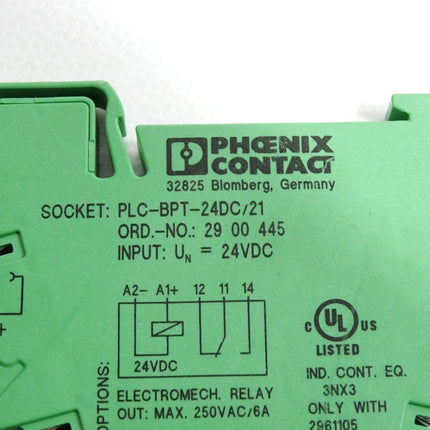 PHŒNIX
CONTACT
32825 Blomberg, Germany
SOCKET: PLC-BPT-24DC/21
ORD.-NO.: 29 00 445
INPUT: UN = 24VDC
A2- A1+ 12 11 14
24VDC
OPTIONS:
ELECTROMECH. RELAY
OUT: MAX. 250VAC/6A
C UL US
LISTED
IND. CONT. EQ.
3NX3
ONLY WITH
2961105
+